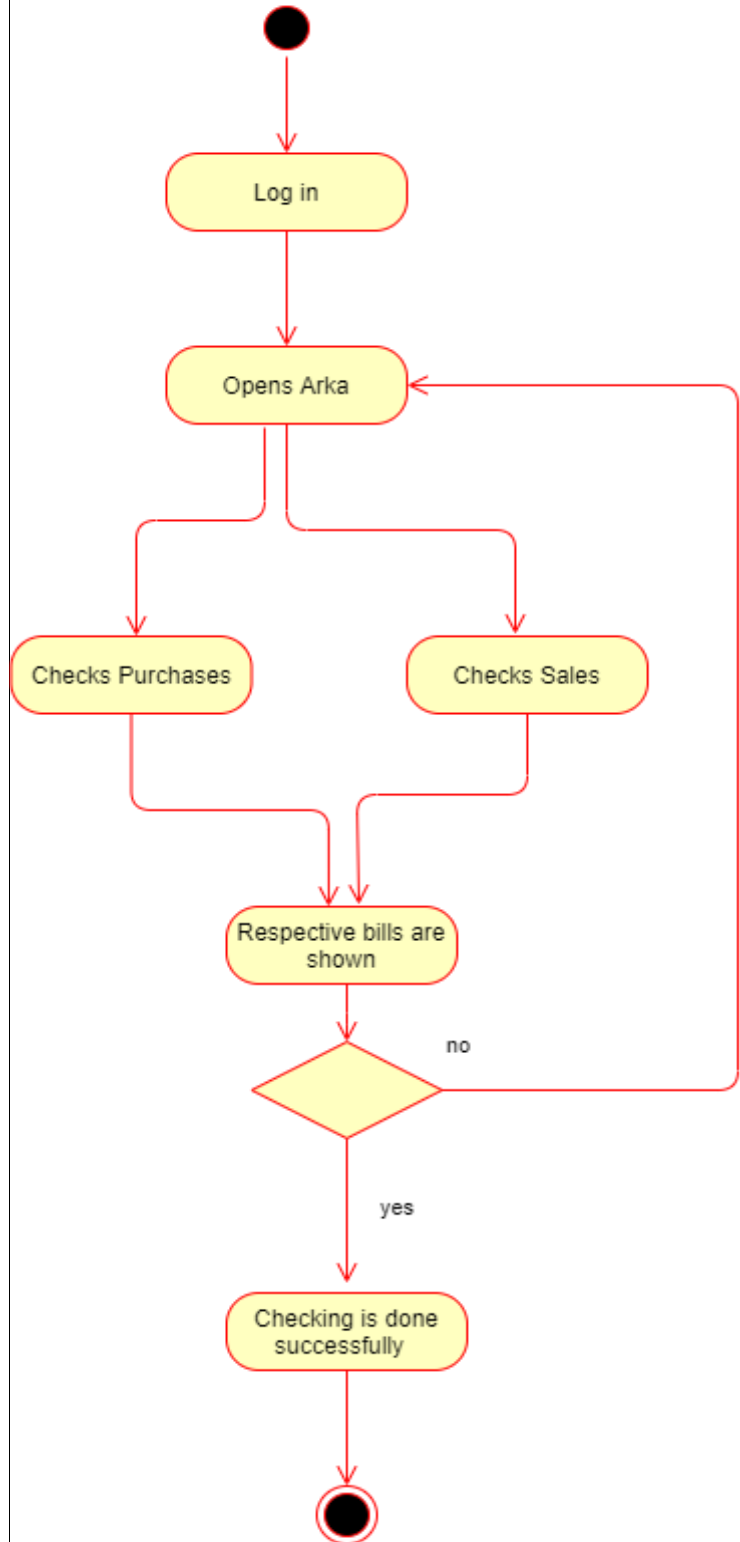 Log in
Opens Arka
Checks Purchases
Checks Sales
Respective bills are
shown
no
yes
Checking is done
successfully